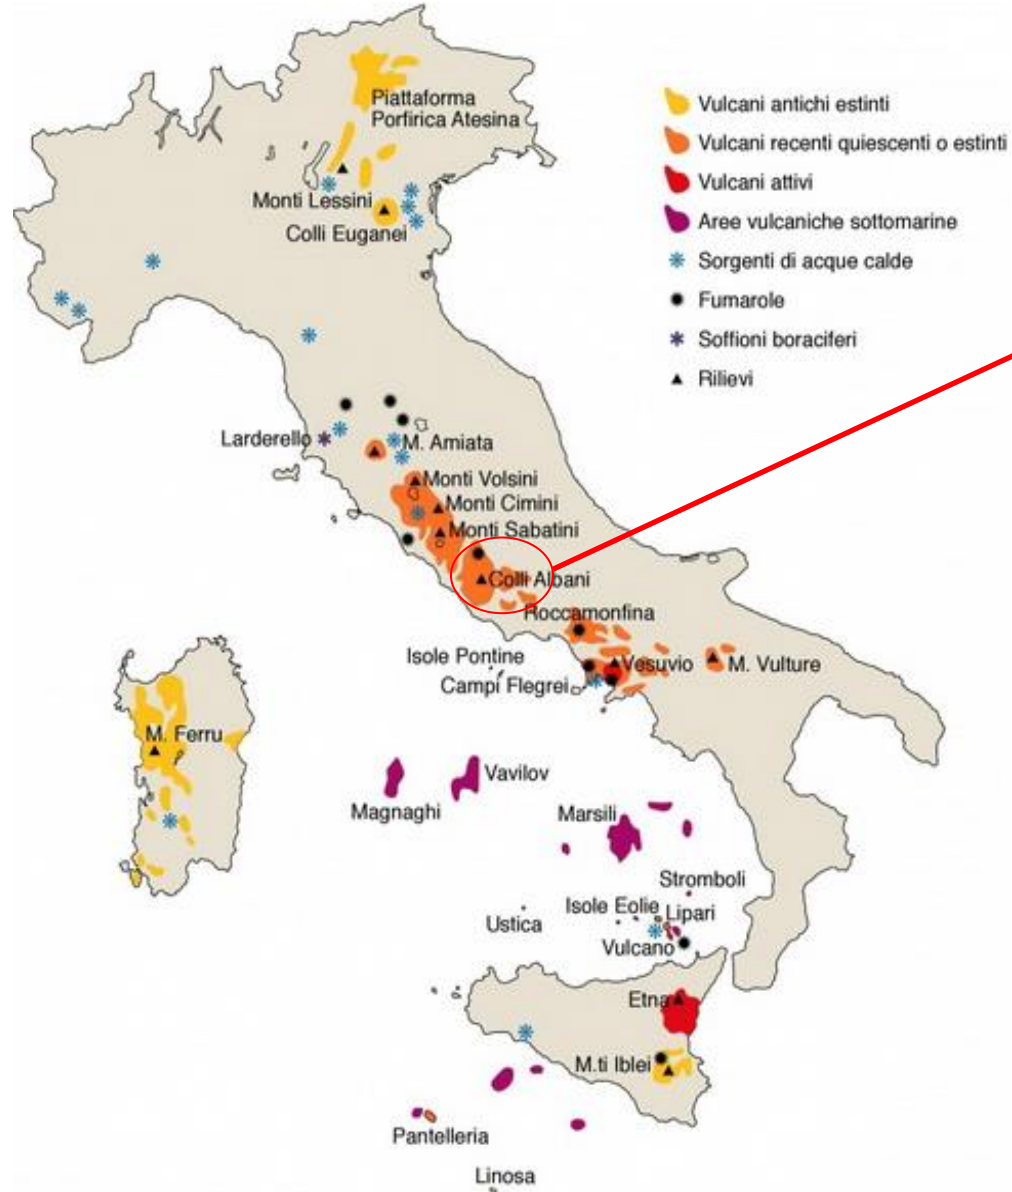 Piattaforma
Porfirica Atesina
Monti Lessini
Colli Euganei
Vulcani antichi estinti
Vulcani recenti quiescenti o estinti
Vulcani attivi
Aree vulcaniche sottomarine
Sorgenti di acque calde
Fumarole
Soffioni boraciferi
Rilievi
Larderello
M. Amiata
Monti Volsini
Monti Cimini
Monti Sabatini
Colli Albani
Roccamonfina
Isole Pontine
Vesuvio
M. Vulture
Campi Flegrei
M. Ferru
Vavilov
Magnaghi
Marsili
Stromboli
Isole Eolie
Lipari
Ustica
Vulcano
Etna
M.ti Iblei
Pantelleria
Linosa